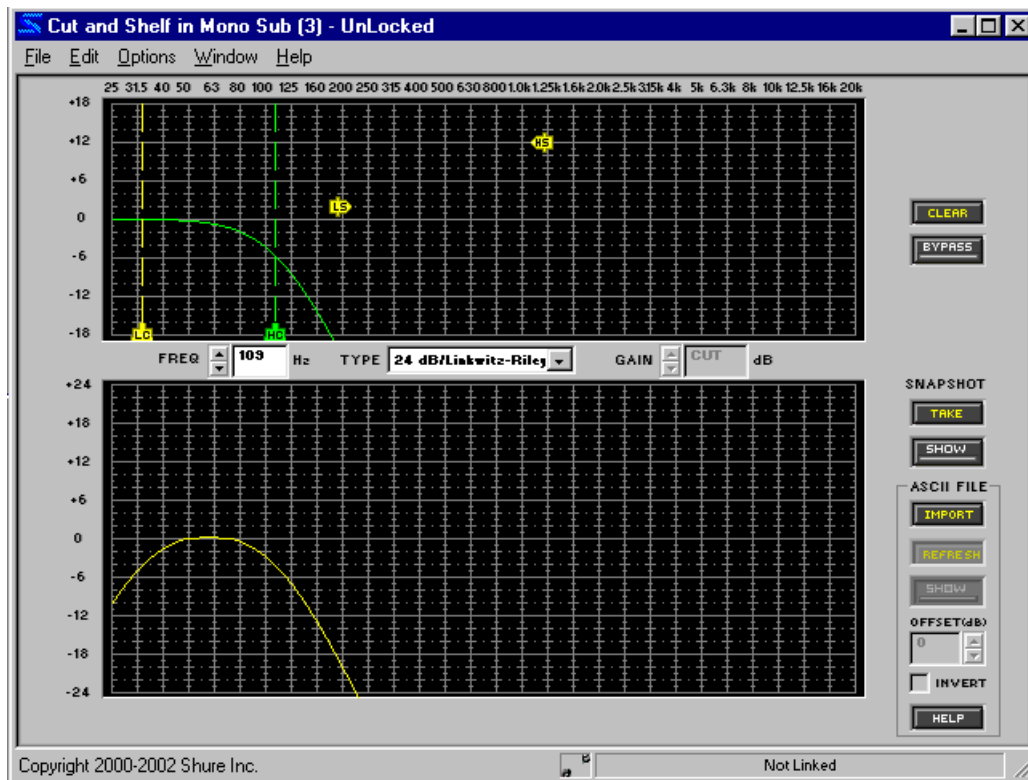 Cut and Shelf in Mono Sub (3) - UnLocked
File Edit Options Window Help
25 31.5 40 50 63 80 100 125 160 200 250 315 400 500 630 800 1.0k 1.25k 1.6k 2.0k 2.5k 3.15k 4k 5k 6.3k 8k 10k 12.5k 16k 20k
+18
+12
+6
0
-6
-12
-18
HS
LS
LC
HC
CLEAR
BYPASS
FREQ 109 Hz TYPE 24 dB/Linkwitz-Riley GAIN CUT dB
+24
+18
+12
+6
0
-6
-12
-18
-24
SNAPSHOT
TAKE
SHOW
ASCII FILE
IMPORT
REFRESH
SHOW
OFFSET(dB)
0
INVERT
HELP
Copyright 2000-2002 Shure Inc.
a B
Not Linked